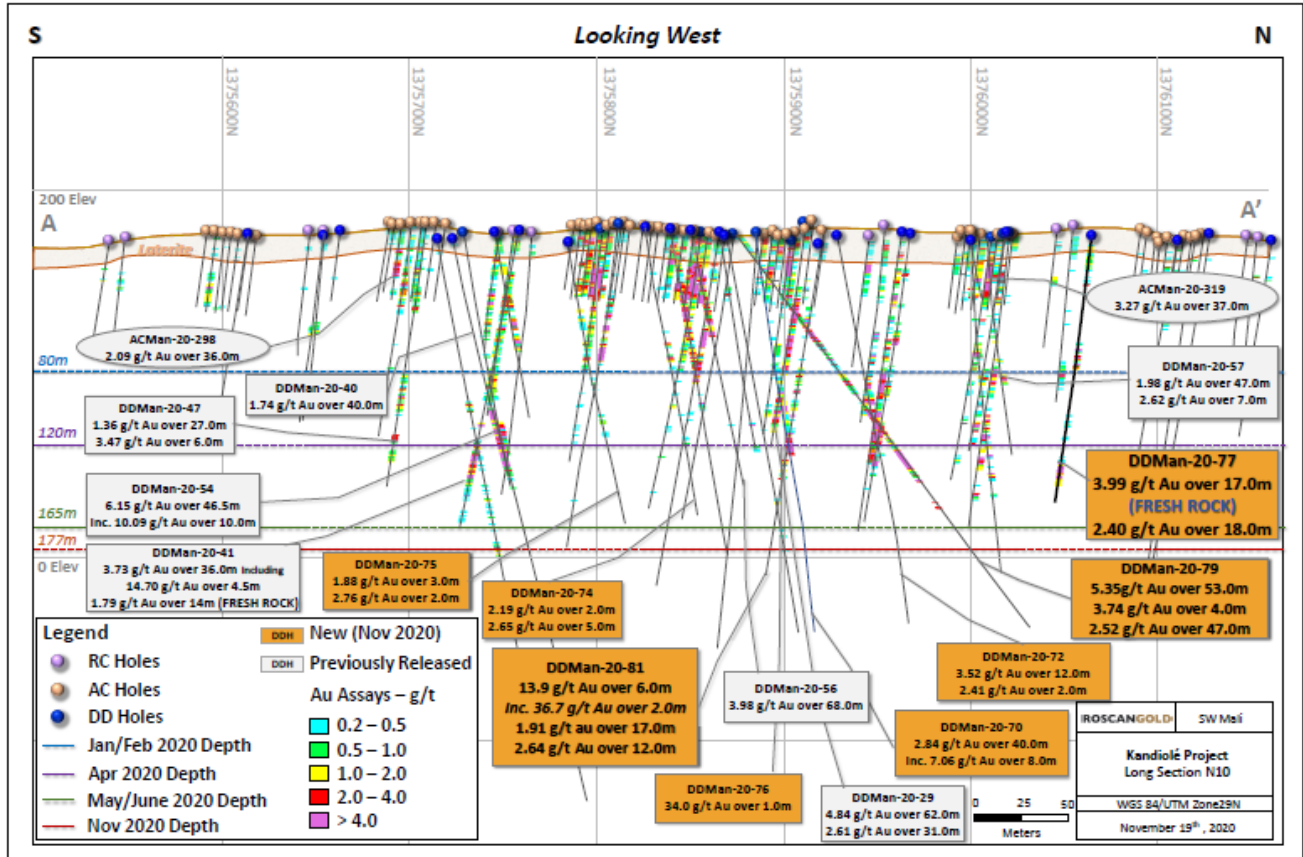 S
Looking West
N
1375600N
1375700N
1375800N
1375900N
1376000N
1376100N
200 Elev
A
A’
Laterite
ACMan-20-298
2.09 g/t Au over 36.0m
ACMan-20-319
3.27 g/t Au over 37.0m
80m
DDMan-20-40
1.74 g/t Au over 40.0m
DDMan-20-57
1.98 g/t Au over 47.0m
2.62 g/t Au over 7.0m
DDMan-20-47
1.36 g/t Au over 27.0m
3.47 g/t Au over 6.0m
120m
DDMan-20-77
3.99 g/t Au over 17.0m
(FRESH ROCK)
2.40 g/t Au over 18.0m
DDMan-20-54
6.15 g/t Au over 46.5m
Inc. 10.09 g/t Au over 10.0m
165m
177m
0 Elev
DDMan-20-41
3.73 g/t Au over 36.0m Including
14.70 g/t Au over 4.5m
1.79 g/t Au over 14m (FRESH ROCK)
DDMan-20-75
1.88 g/t Au over 3.0m
2.76 g/t Au over 2.0m
DDMan-20-74
2.19 g/t Au over 2.0m
2.65 g/t Au over 5.0m
DDMan-20-79
5.35g/t Au over 53.0m
3.74 g/t Au over 4.0m
2.52 g/t Au over 47.0m
DDMan-20-81
13.9 g/t Au over 6.0m
Inc. 36.7 g/t Au over 2.0m
1.91 g/t au over 17.0m
2.64 g/t Au over 12.0m
DDMan-20-56
3.98 g/t Au over 68.0m
DDMan-20-72
3.52 g/t Au over 12.0m
2.41 g/t Au over 2.0m
DDMan-20-70
2.84 g/t Au over 40.0m
Inc. 7.06 g/t Au over 8.0m
DDMan-20-76
34.0 g/t Au over 1.0m
DDMan-20-29
4.84 g/t Au over 62.0m
2.61 g/t Au over 31.0m
Legend
RC Holes
AC Holes
DD Holes
Jan/Feb 2020 Depth
Apr 2020 Depth
May/June 2020 Depth
Nov 2020 Depth
DDH New (Nov 2020)
DDH Previously Released
Au Assays – g/t
0.2 – 0.5
0.5 – 1.0
1.0 – 2.0
2.0 – 4.0
> 4.0
0 25 50
Meters
ROSCANGOLD
SW Mali
Kandiolé Project
Long Section N10
WGS 84/UTM Zone29N
November 19th , 2020